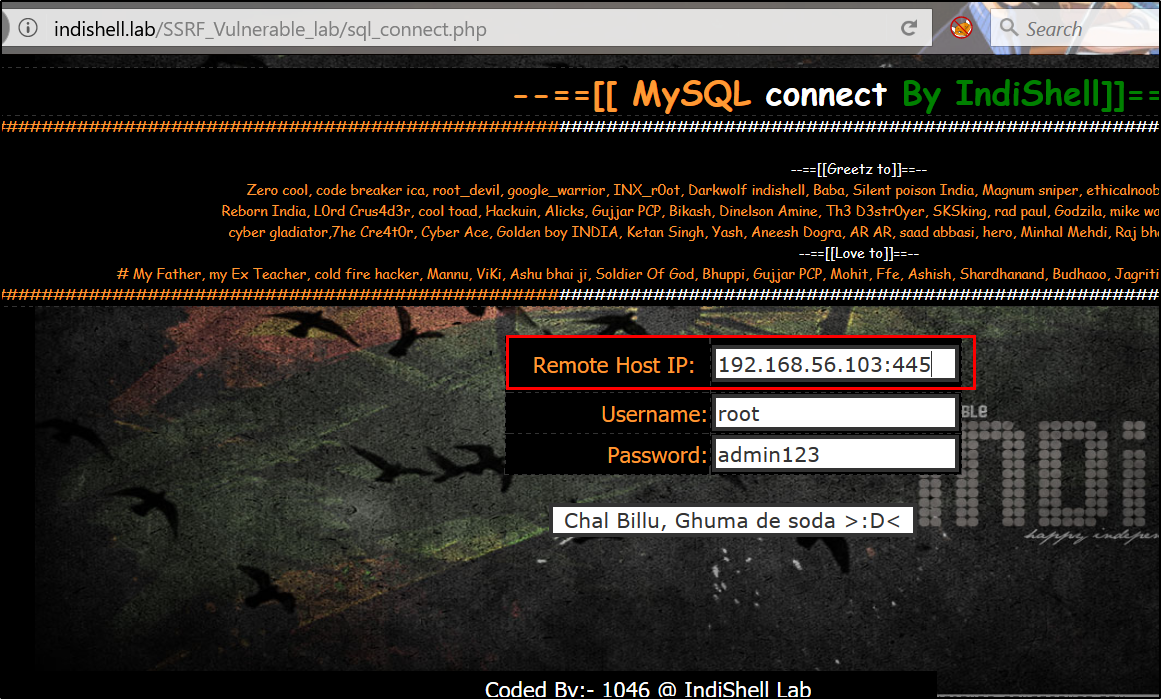 indishell.lab/SSRF_Vulnerable_lab/sql_connect.php
Search
--==[[ MySQL connect By IndiShell]]==
--==[[Greetz to]]==--
Zero cool, code breaker ica, root_devil, google_warrior, INX_r0ot, Darkwolf indishell, Baba, Silent poison India, Magnum sniper, ethicalnoob
Reborn India, L0rd Crus4d3r, cool toad, Hackuin, Alicks, Gujjar PCP, Bikash, Dinelson Amine, Th3 D3str0yer, SKSking, rad paul, Godzila, mike
cyber gladiator,7he Cre4t0r, Cyber Ace, Golden boy INDIA, Ketan Singh, Yash, Aneesh Dogra, AR AR, saad abbasi, hero, Minhal Mehdi, Raj
--==[[Love to]]==--
# My Father, my Ex Teacher, cold fire hacker, Mannu, ViKi, Ashu bhai ji, Soldier Of God, Bhuppi, Gujjar PCP, Mohit, Ffe, Ashish, Shardhanand, Budhaoo, Jagriti
Remote Host IP: 192.168.56.103:445
Username: root
Password: admin123
Chal Billu, Ghuma de soda >:D<
happy
Coded By:- 1046 @ IndiShell Lab